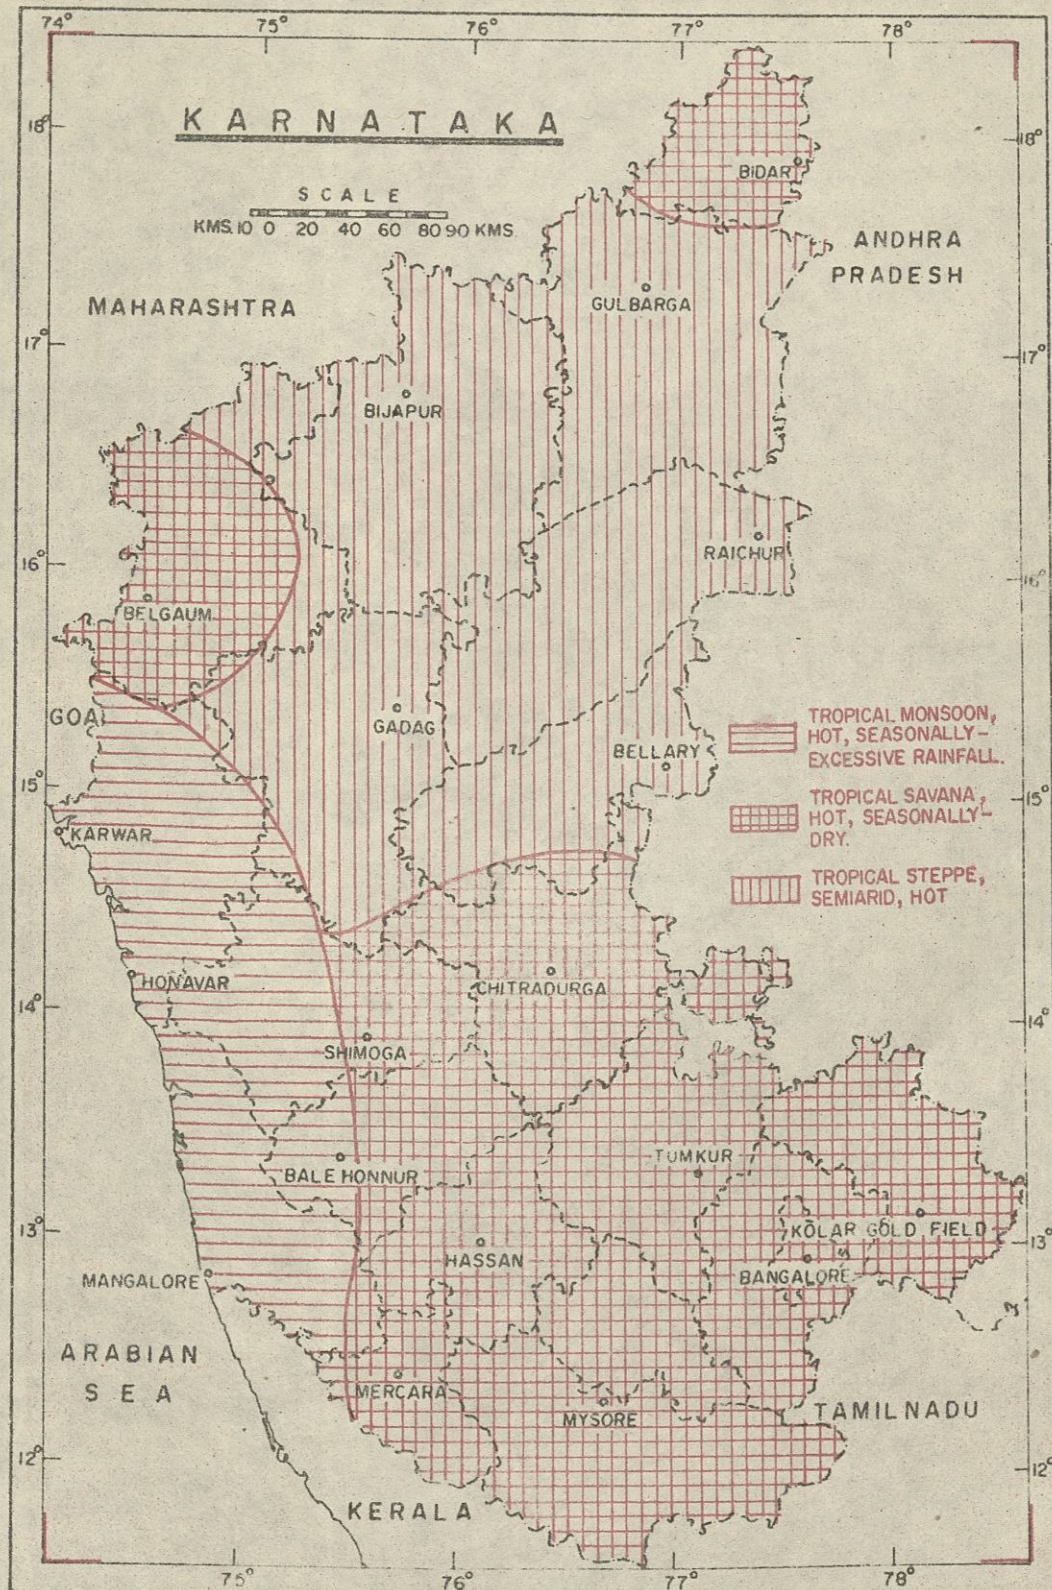 74° 75° 76° 77° 78°
KARNATAKA
18° 18°
BIDAR
SCALE
KMS.10 0 20 40 60 80 90 KMS.
ANDHRA
PRADESH
GULBARGA
MAHARASHTRA
17° 17°
BIJAPUR
RAICHUR
16° 16°
BELGAUM
GOA
GADAG
TROPICAL MONSOON,
HOT, SEASONALLY-
EXCESSIVE RAINFALL.
BELLARY
15° 15°
TROPICAL SAVANA,
HOT, SEASONALLY-
DRY.
KARWAR
TROPICAL STEPPE,
SEMIARID, HOT
HONAVAR
CHITRADURGA
14° 14°
SHIMOGA
TUMKUR
BALE HONNUR
KOLAR GOLD FIELD
13° 13°
HASSAN
BANGALORE
MANGALORE
ARABIAN
SEA
MERCARA
MYSORE
TAMILNADU
12° 12°
KERALA
75° 76° 77° 78°